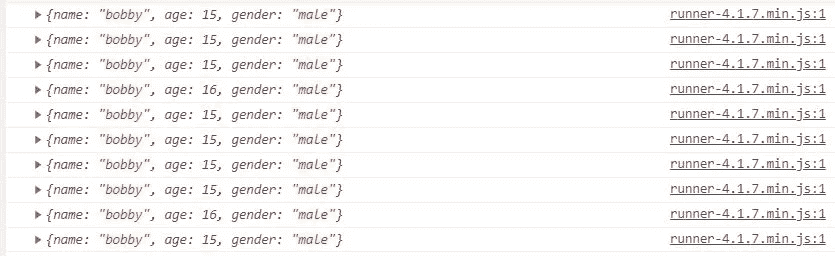 ▶ {name: "bobby", age: 15, gender: "male"} runner-4.1.7.min.js:1
▶ {name: "bobby", age: 15, gender: "male"} runner-4.1.7.min.js:1
▶ {name: "bobby", age: 15, gender: "male"} runner-4.1.7.min.js:1
▶ {name: "bobby", age: 16, gender: "male"} runner-4.1.7.min.js:1
▶ {name: "bobby", age: 15, gender: "male"} runner-4.1.7.min.js:1
▶ {name: "bobby", age: 15, gender: "male"} runner-4.1.7.min.js:1
▶ {name: "bobby", age: 15, gender: "male"} runner-4.1.7.min.js:1
▶ {name: "bobby", age: 15, gender: "male"} runner-4.1.7.min.js:1
▶ {name: "bobby", age: 16, gender: "male"} runner-4.1.7.min.js:1
▶ {name: "bobby", age: 15, gender: "male"} runner-4.1.7.min.js:1